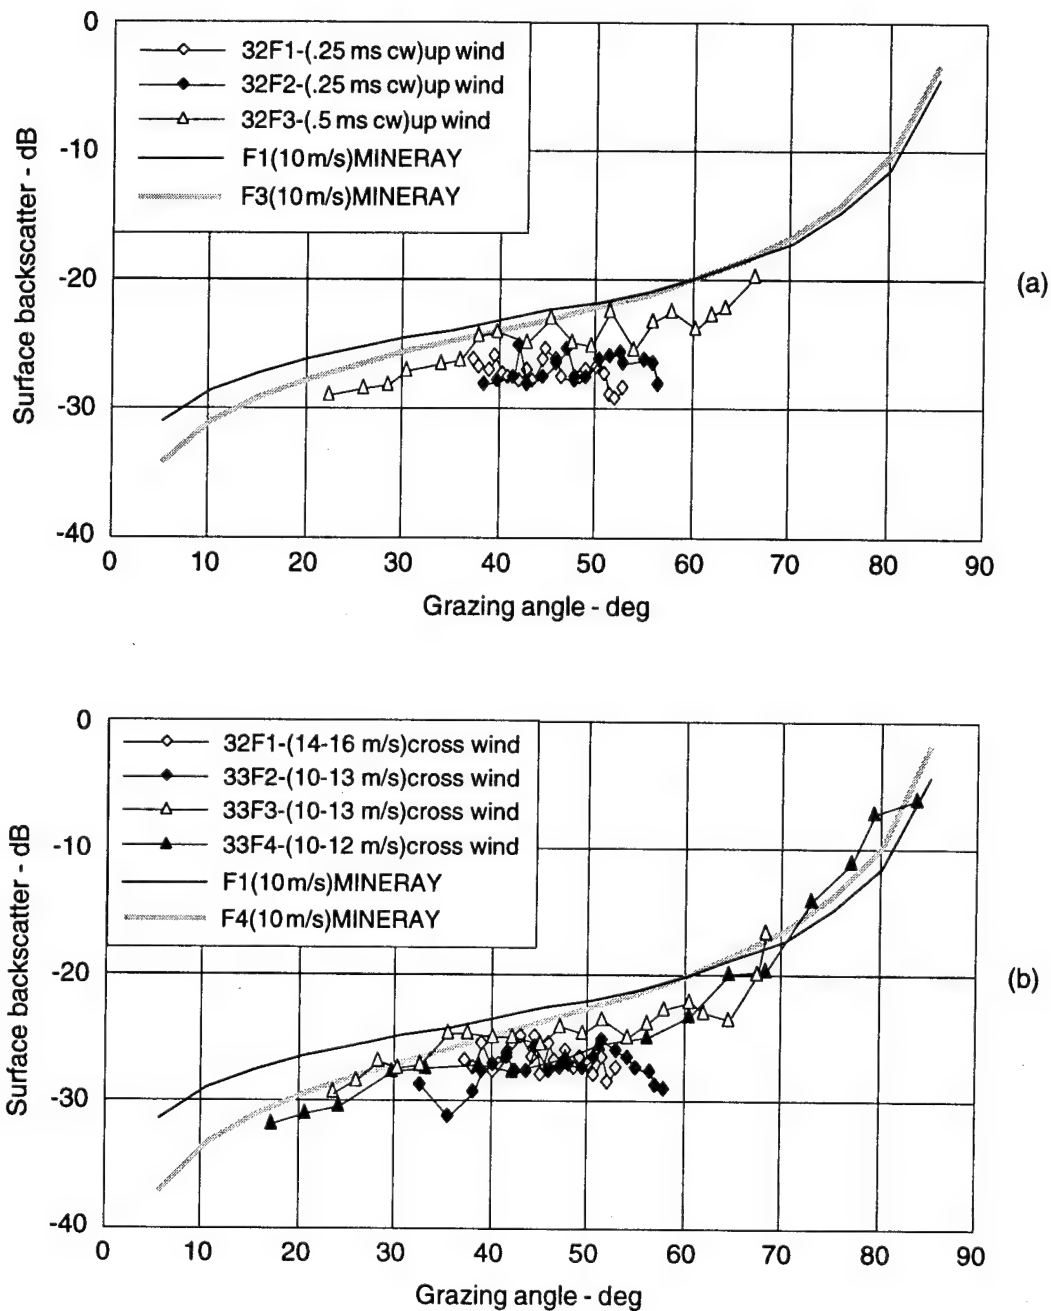 0
-10
-20
-30
-40
Surface backscatter - dB
32F1-(.25 ms cw)up wind
32F2-(.25 ms cw)up wind
32F3-(.5 ms cw)up wind
F1(10m/s)MINERAY
F3(10m/s)MINERAY
(a)
0 10 20 30 40 50 60 70 80 90
Grazing angle - deg
0
-10
-20
-30
-40
Surface backscatter - dB
32F1-(14-16 m/s)cross wind
33F2-(10-13 m/s)cross wind
33F3-(10-13 m/s)cross wind
33F4-(10-12 m/s)cross wind
F1(10m/s)MINERAY
F4(10m/s)MINERAY
(b)
0 10 20 30 40 50 60 70 80 90
Grazing angle - deg